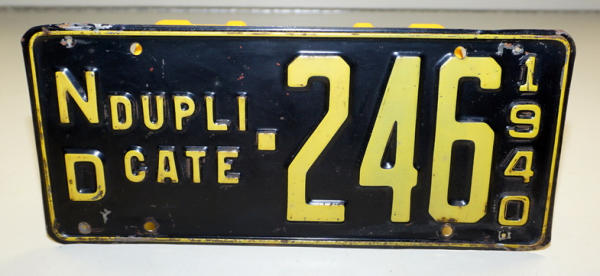 N DUPLI
D CATE
·246
1940